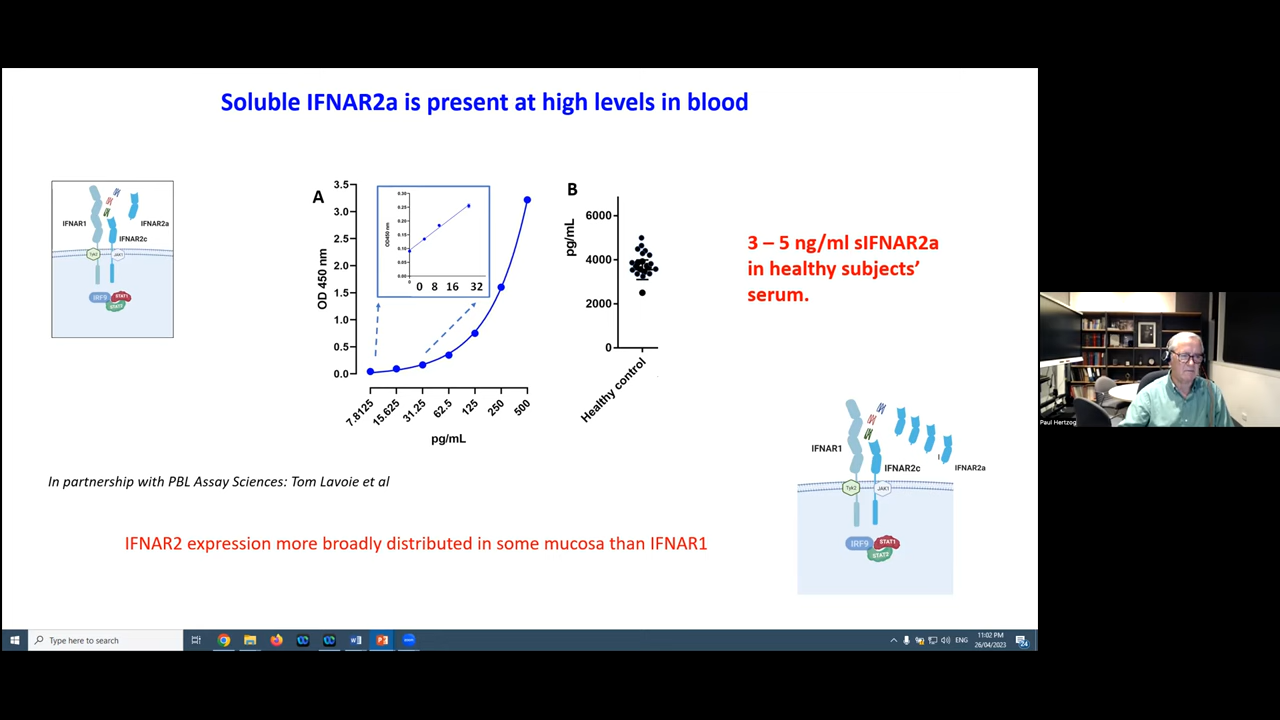 Soluble IFNAR2a is present at high levels in blood
IFNAR1
IFNAR2a
IFNAR2c
Tyk2
JAK1
IRF9
STAT1
STAT2
A
3.5
3.0
2.5
2.0
1.5
1.0
0.5
0.0
OD 450 nm
7.8125
15.625
31.25
62.5
125
250
500
pg/mL
0.30
0.25
0.20
0.15
0.10
0.05
0.00
OD450 nm
0
0 8 16 32
B
6000
4000
2000
0
pg/mL
Healthy control
3 – 5 ng/ml sIFNAR2a
in healthy subjects’
serum.
IFNAR1
IFNAR2c
IFNAR2a
Tyk2
JAK1
IRF9
STAT1
STAT2
In partnership with PBL Assay Sciences: Tom Lavoie et al
IFNAR2 expression more broadly distributed in some mucosa than IFNAR1
Paul Hertzog
Type here to search
ENG
11:02 PM
26/04/2023
24